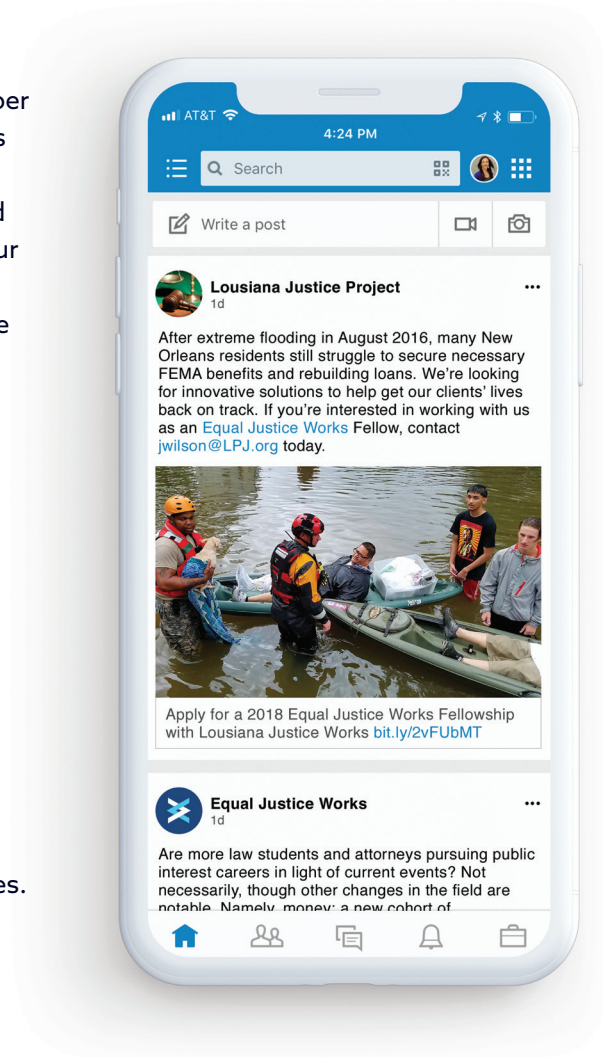 per
s
d
ur
e
es.
AT&T
4:24 PM
Search
Write a post
Lousiana Justice Project
1d
After extreme flooding in August 2016, many New
Orleans residents still struggle to secure necessary
FEMA benefits and rebuilding loans. We’re looking
for innovative solutions to help get our clients’ lives
back on track. If you’re interested in working with us
as an Equal Justice Works Fellow, contact
jwilson@LPJ.org today.
Apply for a 2018 Equal Justice Works Fellowship
with Lousiana Justice Works bit.ly/2vFUbMT
Equal Justice Works
1d
Are more law students and attorneys pursuing public
interest careers in light of current events? Not
necessarily, though other changes in the field are
notable. Namely, money: a new cohort of